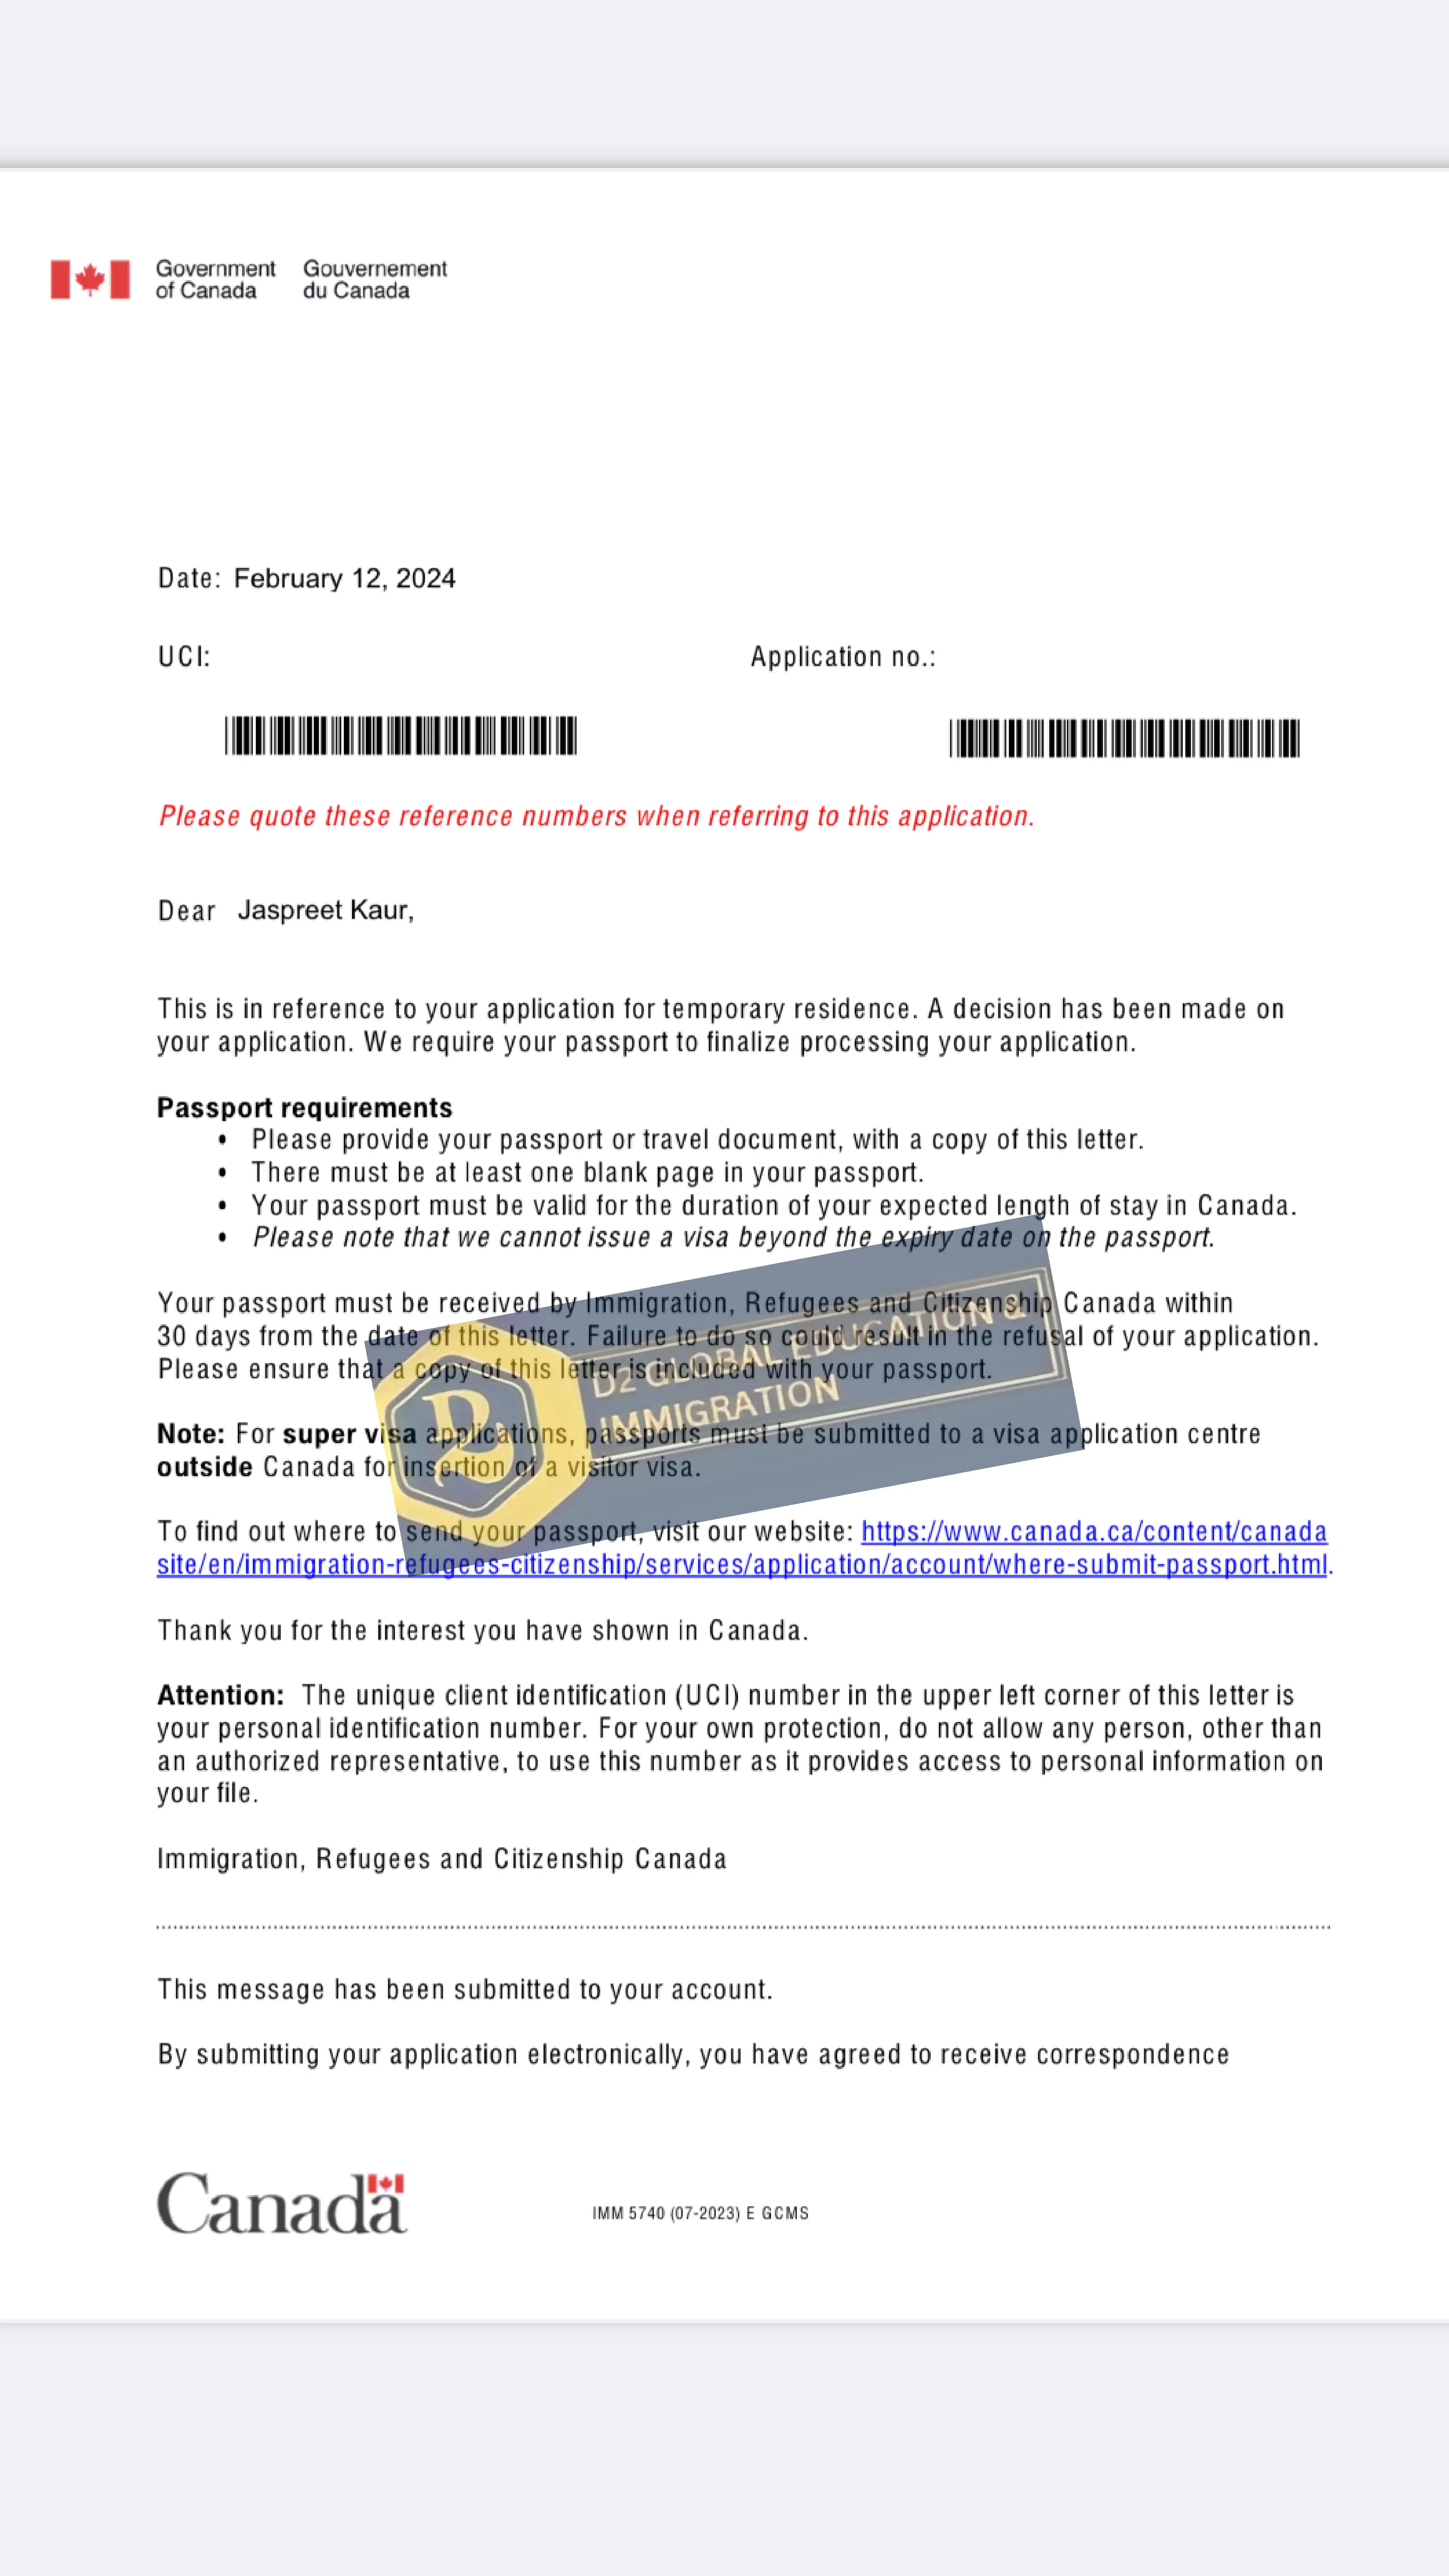 Government Gouvernement
of Canada du Canada
Date: February 12, 2024
UCI: Application no.:
Please quote these reference numbers when referring to this application.
Dear Jaspreet Kaur,
This is in reference to your application for temporary residence. A decision has been made on
your application. We require your passport to finalize processing your application.
Passport requirements
• Please provide your passport or travel document, with a copy of this letter.
• There must be at least one blank page in your passport.
• Your passport must be valid for the duration of your expected length of stay in Canada.
• Please note that we cannot issue a visa beyond the expiry date on the passport.
Your passport must be received by Immigration, Refugees and Citizenship Canada within
30 days from the date of this letter. Failure to do so could result in the refusal of your application.
Please ensure that a copy of this letter is included with your passport.
D2 GLOBAL EDUCATION &
IMMIGRATION
Note: For super visa applications, passports must be submitted to a visa application centre
outside Canada for insertion of a visitor visa.
To find out where to send your passport, visit our website: https://www.canada.ca/content/canada
site/en/immigration-refugees-citizenship/services/application/account/where-submit-passport.html.
Thank you for the interest you have shown in Canada.
Attention: The unique client identification (UCI) number in the upper left corner of this letter is
your personal identification number. For your own protection, do not allow any person, other than
an authorized representative, to use this number as it provides access to personal information on
your file.
Immigration, Refugees and Citizenship Canada
This message has been submitted to your account.
By submitting your application electronically, you have agreed to receive correspondence
Canada
IMM 5740 (07-2023) E GCMS